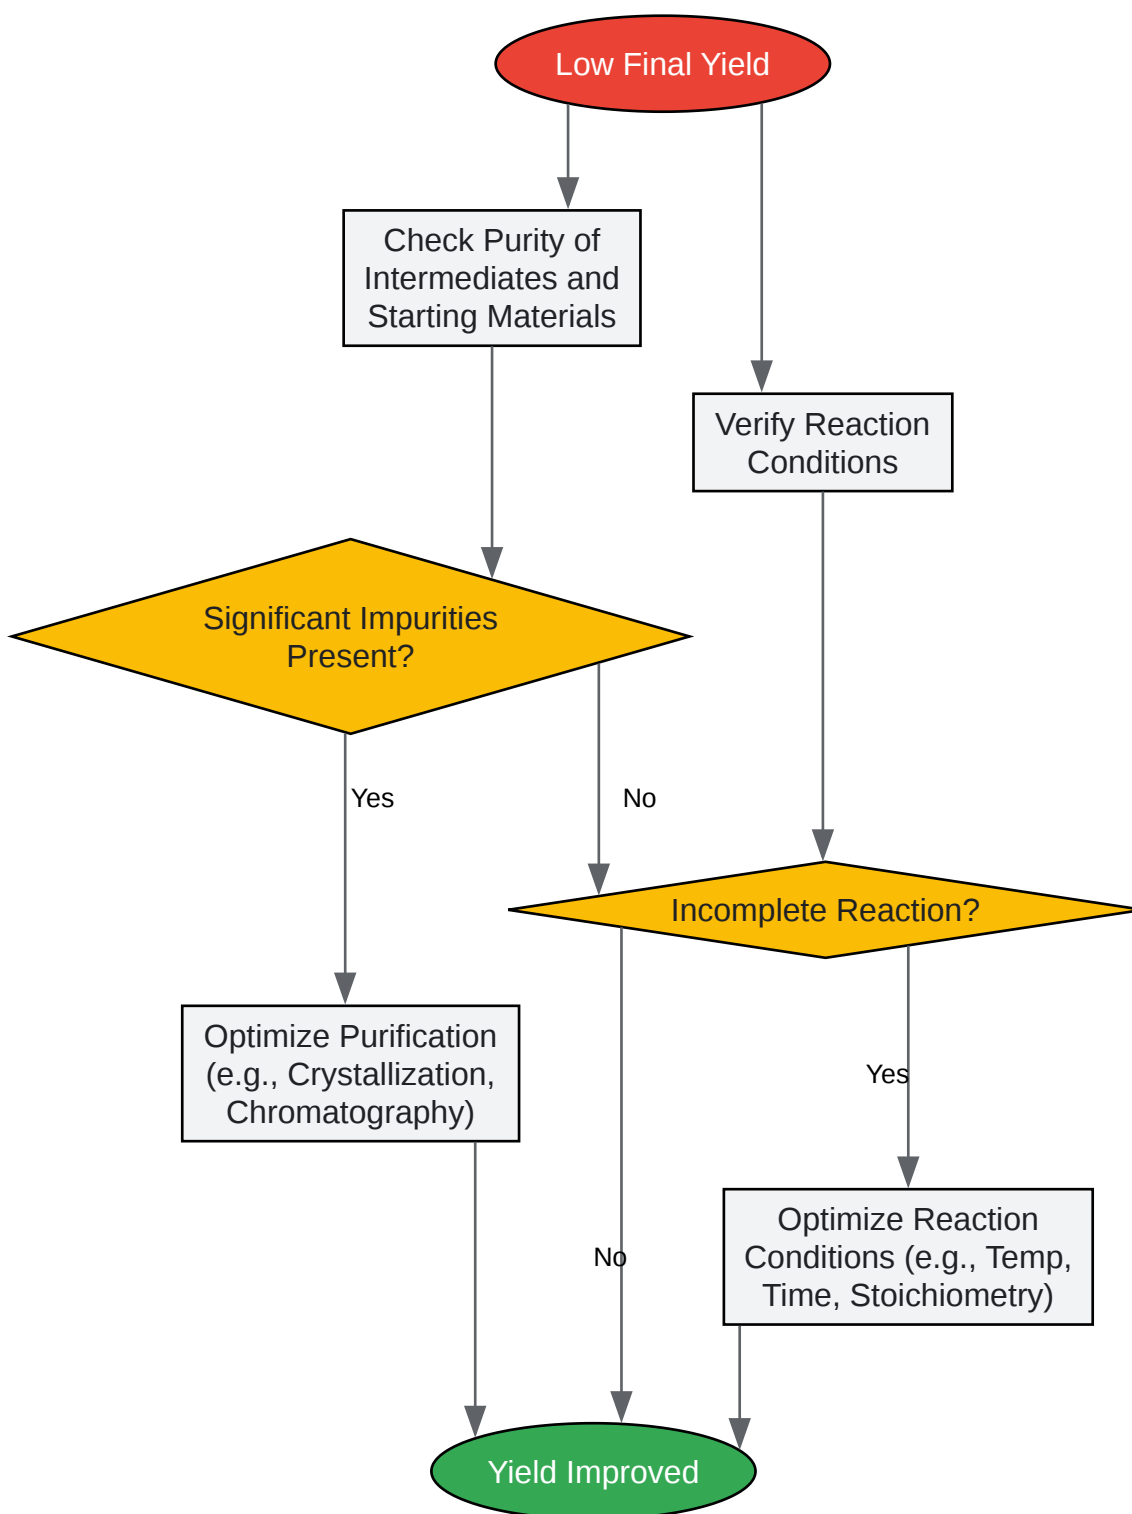 Low Final Yield
Check Purity of
Intermediates and
Starting Materials
Verify Reaction
Conditions
Significant Impurities
Present?
Yes
No
Incomplete Reaction?
Optimize Purification
(e.g., Crystallization,
Chromatography)
Yes
Optimize Reaction
Conditions (e.g., Temp,
Time, Stoichiometry)
No
Yield Improved